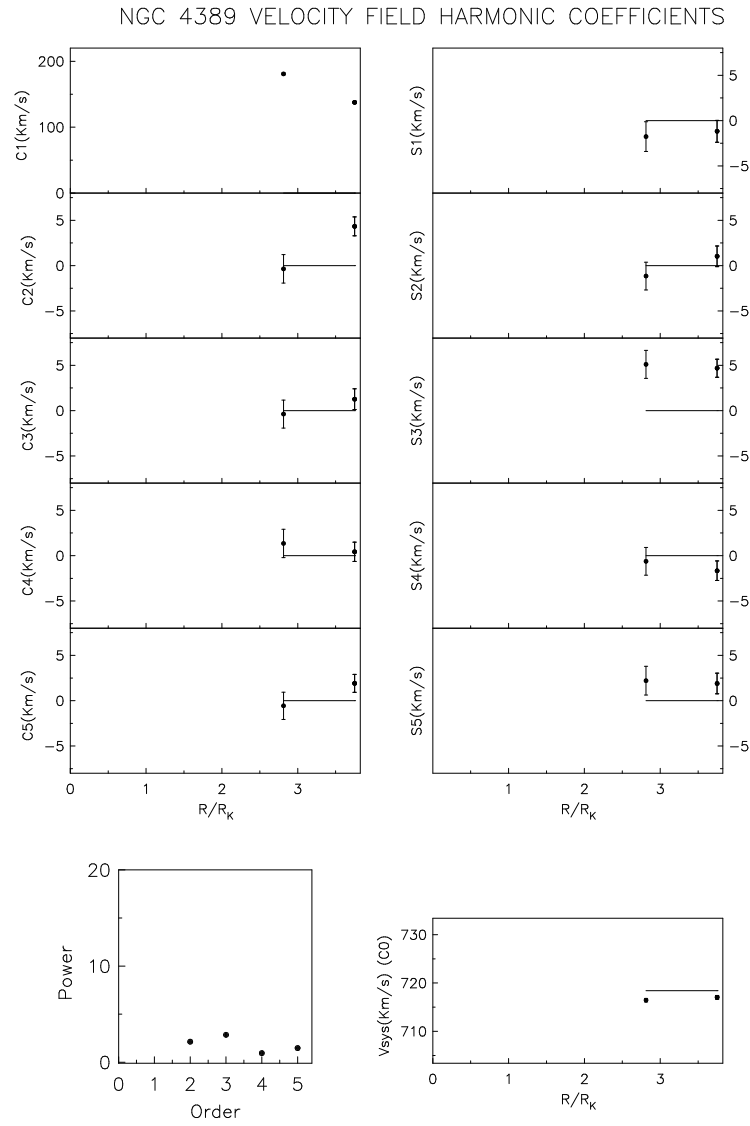 NGC 4389 VELOCITY FIELD HARMONIC COEFFICIENTS
200
100
0
C1(Km/s)
5
0
−5
S1(Km/s)
5
0
−5
C2(Km/s)
5
0
−5
S2(Km/s)
5
0
−5
C3(Km/s)
5
0
−5
S3(Km/s)
5
0
−5
C4(Km/s)
5
0
−5
S4(Km/s)
5
0
−5
C5(Km/s)
5
0
−5
S5(Km/s)
0 1 2 3
R/RK
1 2 3
R/RK
20
10
0
Power
0 1 2 3 4 5
Order
730
720
710
Vsys(Km/s) (C0)
0 1 2 3
R/RK